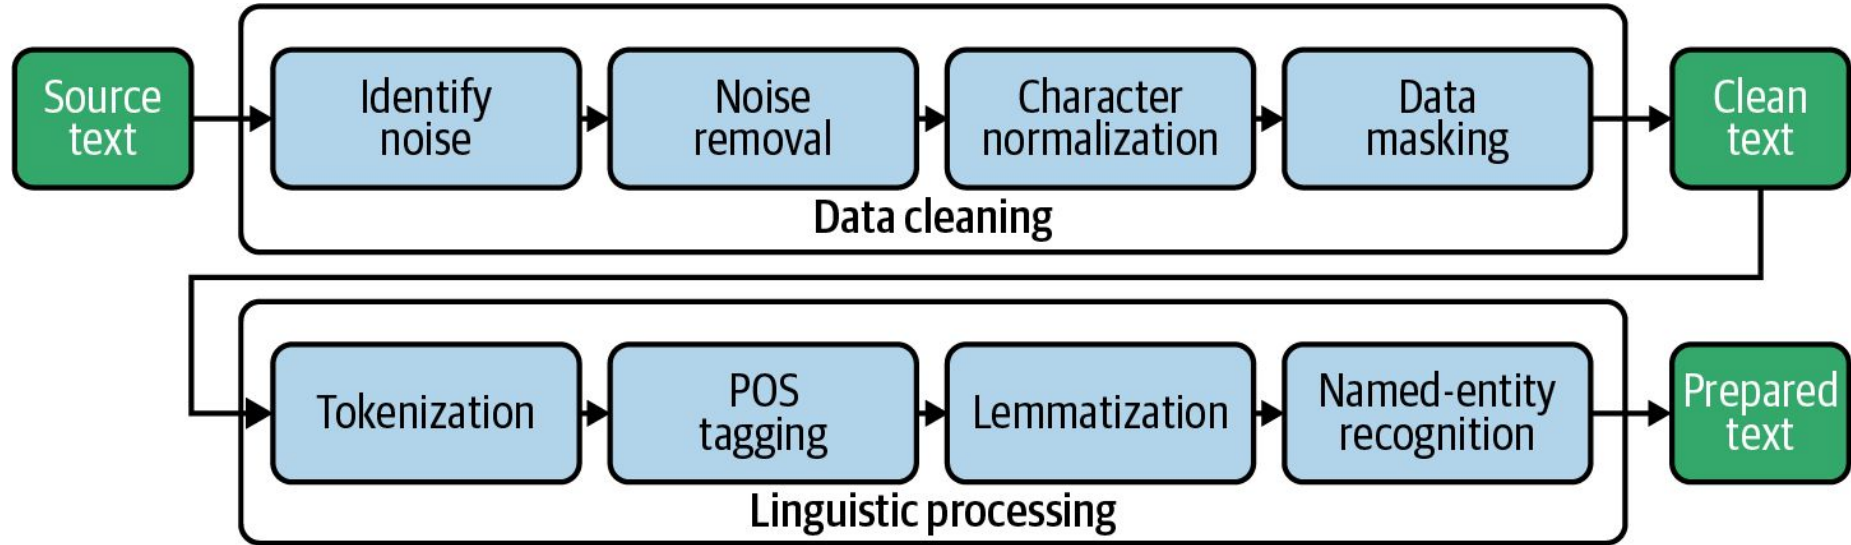 Source
text
Identify
noise
Noise
removal
Character
normalization
Data
masking
Clean
text
Data cleaning
Tokenization
POS
tagging
Lemmatization
Named-entity
recognition
Prepared
text
Linguistic processing